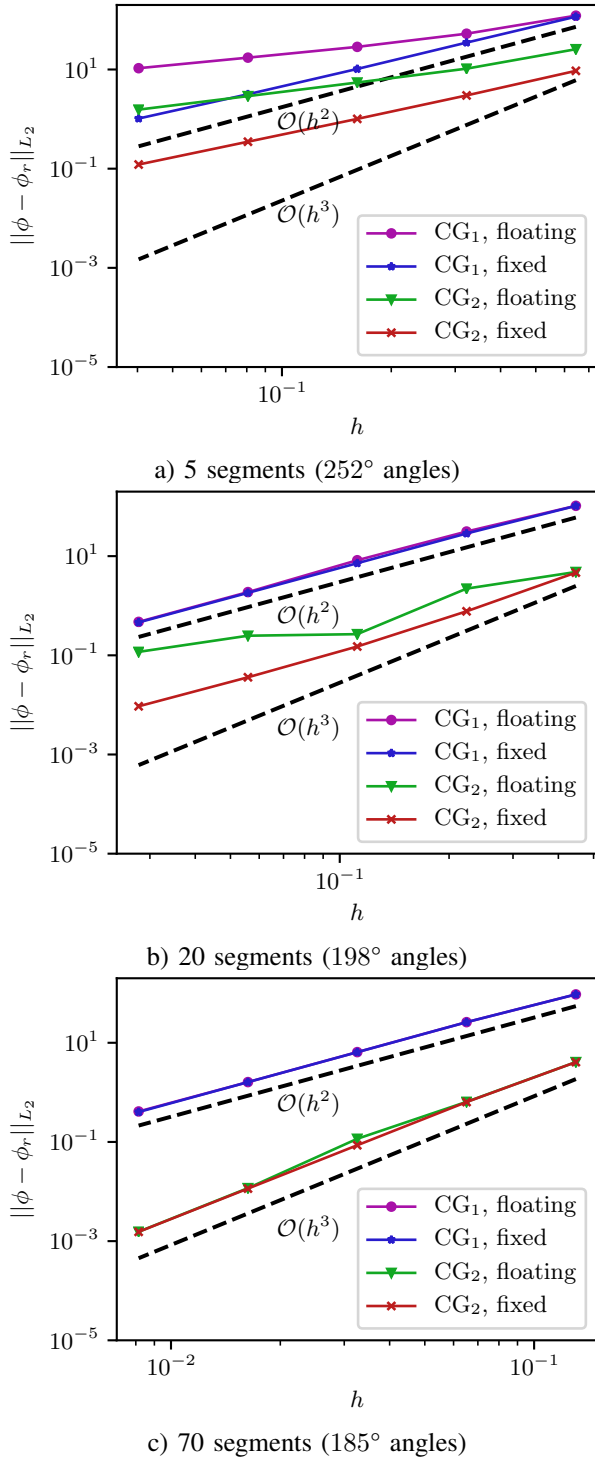 10^1
10^{-1}
10^{-3}
10^{-5}
||ϕ − ϕ_r||_{L_2}
𝒪(h^2)
𝒪(h^3)
CG_1, floating
CG_1, fixed
CG_2, floating
CG_2, fixed
10^{-1}
h
a) 5 segments (252° angles)
10^1
10^{-1}
10^{-3}
10^{-5}
||ϕ − ϕ_r||_{L_2}
𝒪(h^2)
𝒪(h^3)
CG_1, floating
CG_1, fixed
CG_2, floating
CG_2, fixed
10^{-1}
h
b) 20 segments (198° angles)
10^1
10^{-1}
10^{-3}
10^{-5}
||ϕ − ϕ_r||_{L_2}
𝒪(h^2)
𝒪(h^3)
CG_1, floating
CG_1, fixed
CG_2, floating
CG_2, fixed
10^{-2} 10^{-1}
h
c) 70 segments (185° angles)